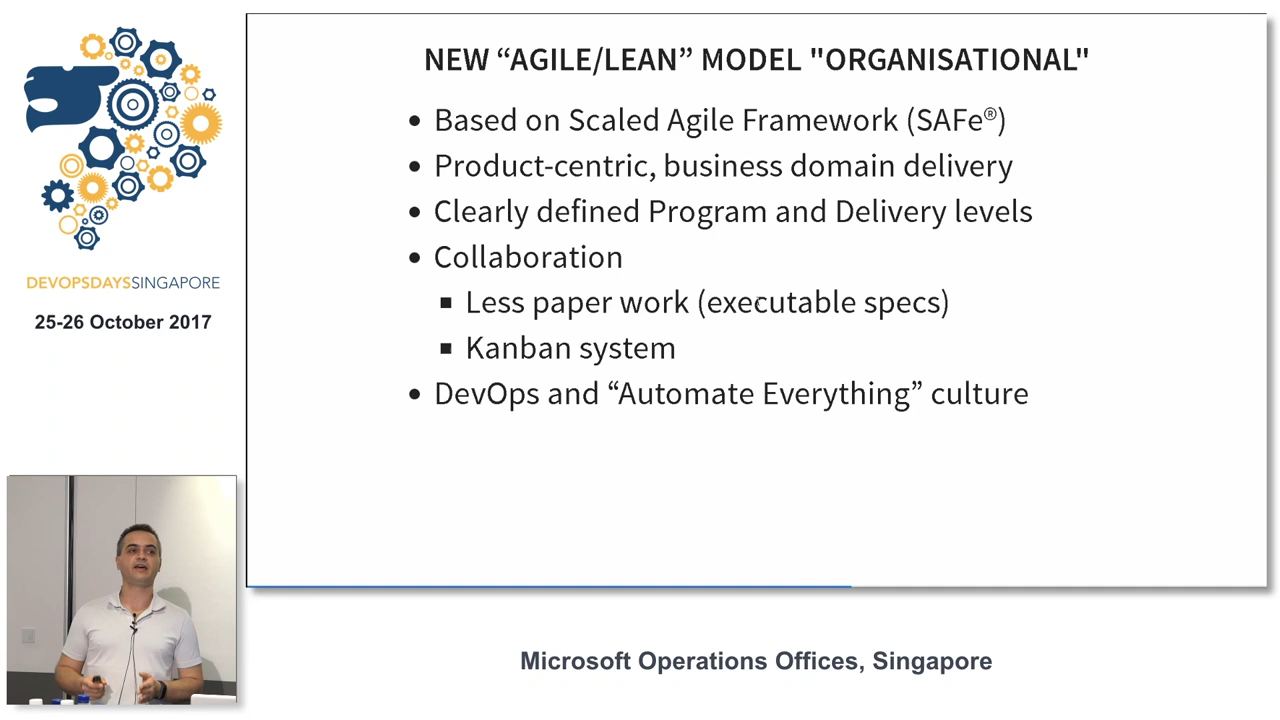 DEVOPSDAYSSINGAPORE
25-26 October 2017
NEW “AGILE/LEAN” MODEL "ORGANISATIONAL"
• Based on Scaled Agile Framework (SAFe®)
• Product-centric, business domain delivery
• Clearly defined Program and Delivery levels
• Collaboration
▪ Less paper work (executable specs)
▪ Kanban system
• DevOps and “Automate Everything” culture
Microsoft Operations Offices, Singapore